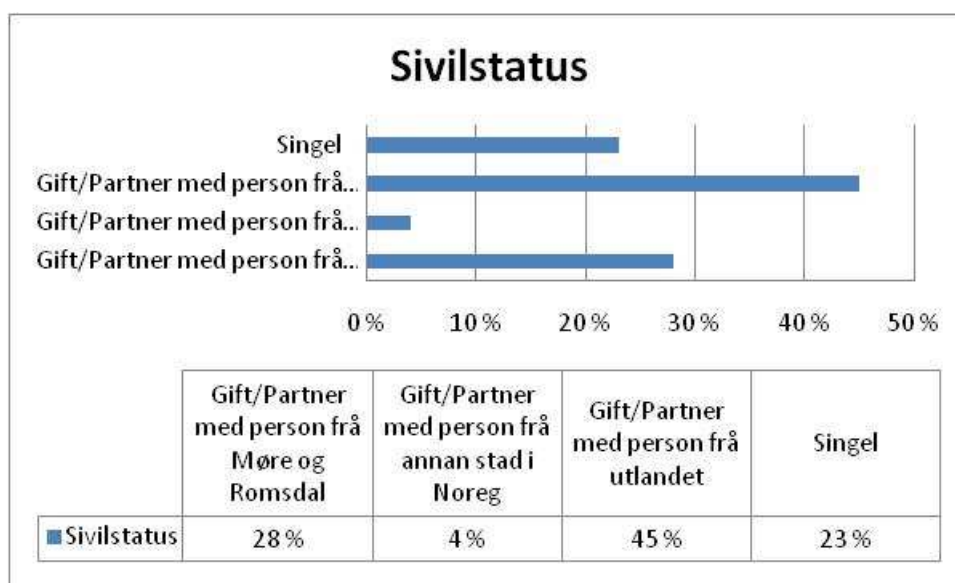 Sivilstatus
Singel
Gift/Partner med person frå...
Gift/Partner med person frå...
Gift/Partner med person frå...
0 % 10 % 20 % 30 % 40 % 50 %
Gift/Partner
med person frå
Møre og
Romsdal
Gift/Partner
med person frå
annan stad i
Noreg
Gift/Partner
med person frå
utlandet
Singel
Sivilstatus 28 % 4 % 45 % 23 %